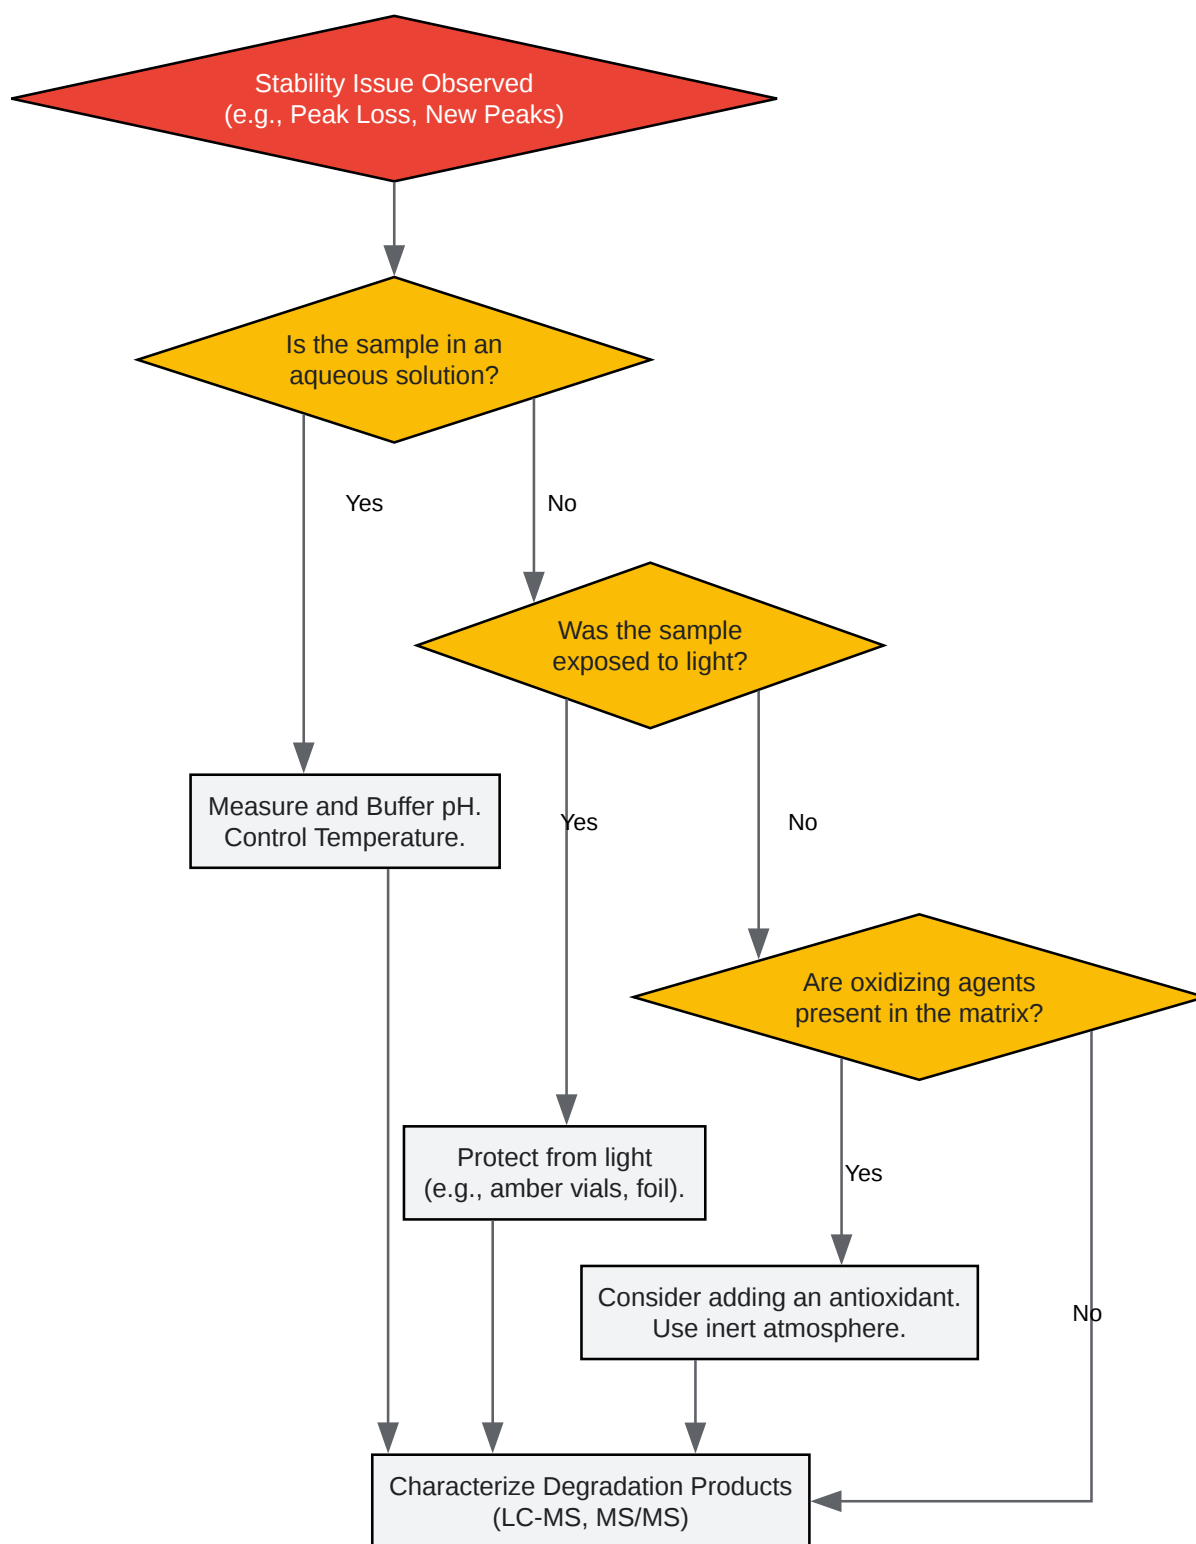 Stability Issue Observed
(e.g., Peak Loss, New Peaks)
Is the sample in an
aqueous solution?
Yes
No
Was the sample
exposed to light?
Measure and Buffer pH.
Control Temperature.
Yes
No
Are oxidizing agents
present in the matrix?
Protect from light
(e.g., amber vials, foil).
Yes
Consider adding an antioxidant.
Use inert atmosphere.
No
Characterize Degradation Products
(LC-MS, MS/MS)